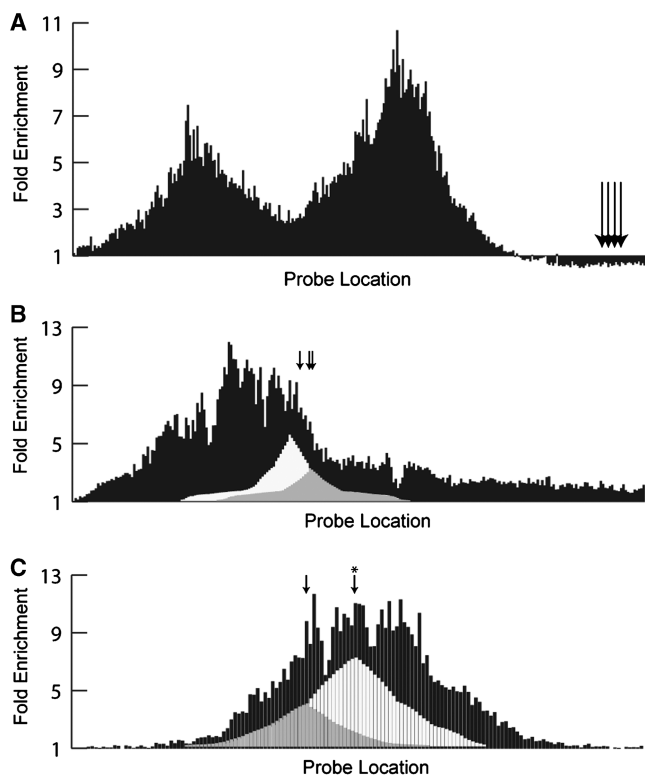 A
Fold Enrichment
11
9
7
5
3
1
Probe Location
B
Fold Enrichment
13
9
5
1
Probe Location
C
Fold Enrichment
13
9
5
1
*
Probe Location